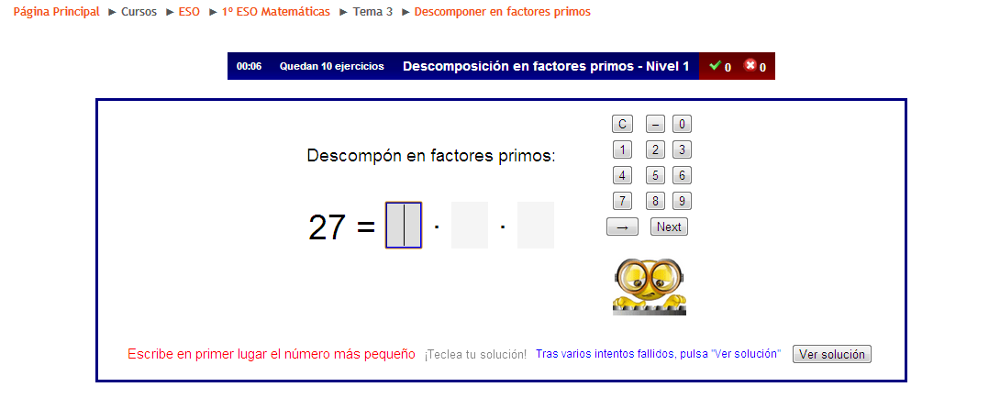 Página Principal ► Cursos ► ESO ► 1º ESO Matemáticas ► Tema 3 ► Descomponer en factores primos
00:06 Quedan 10 ejercicios Descomposición en factores primos - Nivel 1 0 0
C – 0
Descompón en factores primos:
1 2 3
4 5 6
7 8 9
27 = · ·
→ Next
Escribe en primer lugar el número más pequeño ¡Teclea tu solución! Tras varios intentos fallidos, pulsa "Ver solución" Ver solución